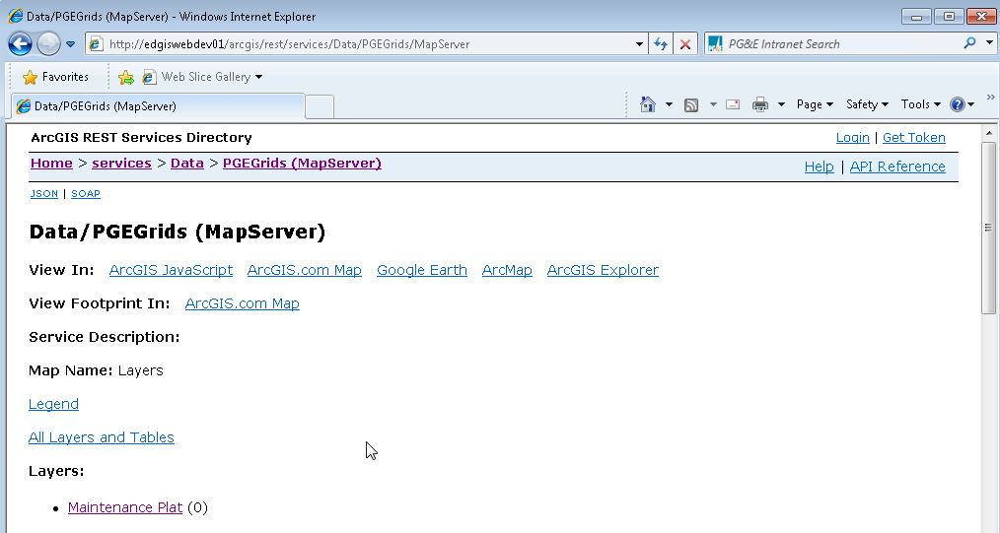 Data/PGEGrids (MapServer) - Windows Internet Explorer
http://edgiswebdev01/arcgis/rest/services/Data/PGEGrids/MapServer
PG&E Intranet Search
Favorites
Web Slice Gallery
Data/PGEGrids (MapServer)
Page
Safety
Tools
ArcGIS REST Services Directory
Login | Get Token
Home > services > Data > PGEGrids (MapServer)
Help | API Reference
JSON | SOAP
Data/PGEGrids (MapServer)
View In: ArcGIS JavaScript ArcGIS.com Map Google Earth ArcMap ArcGIS Explorer
View Footprint In: ArcGIS.com Map
Service Description:
Map Name: Layers
Legend
All Layers and Tables
Layers:
• Maintenance Plat (0)